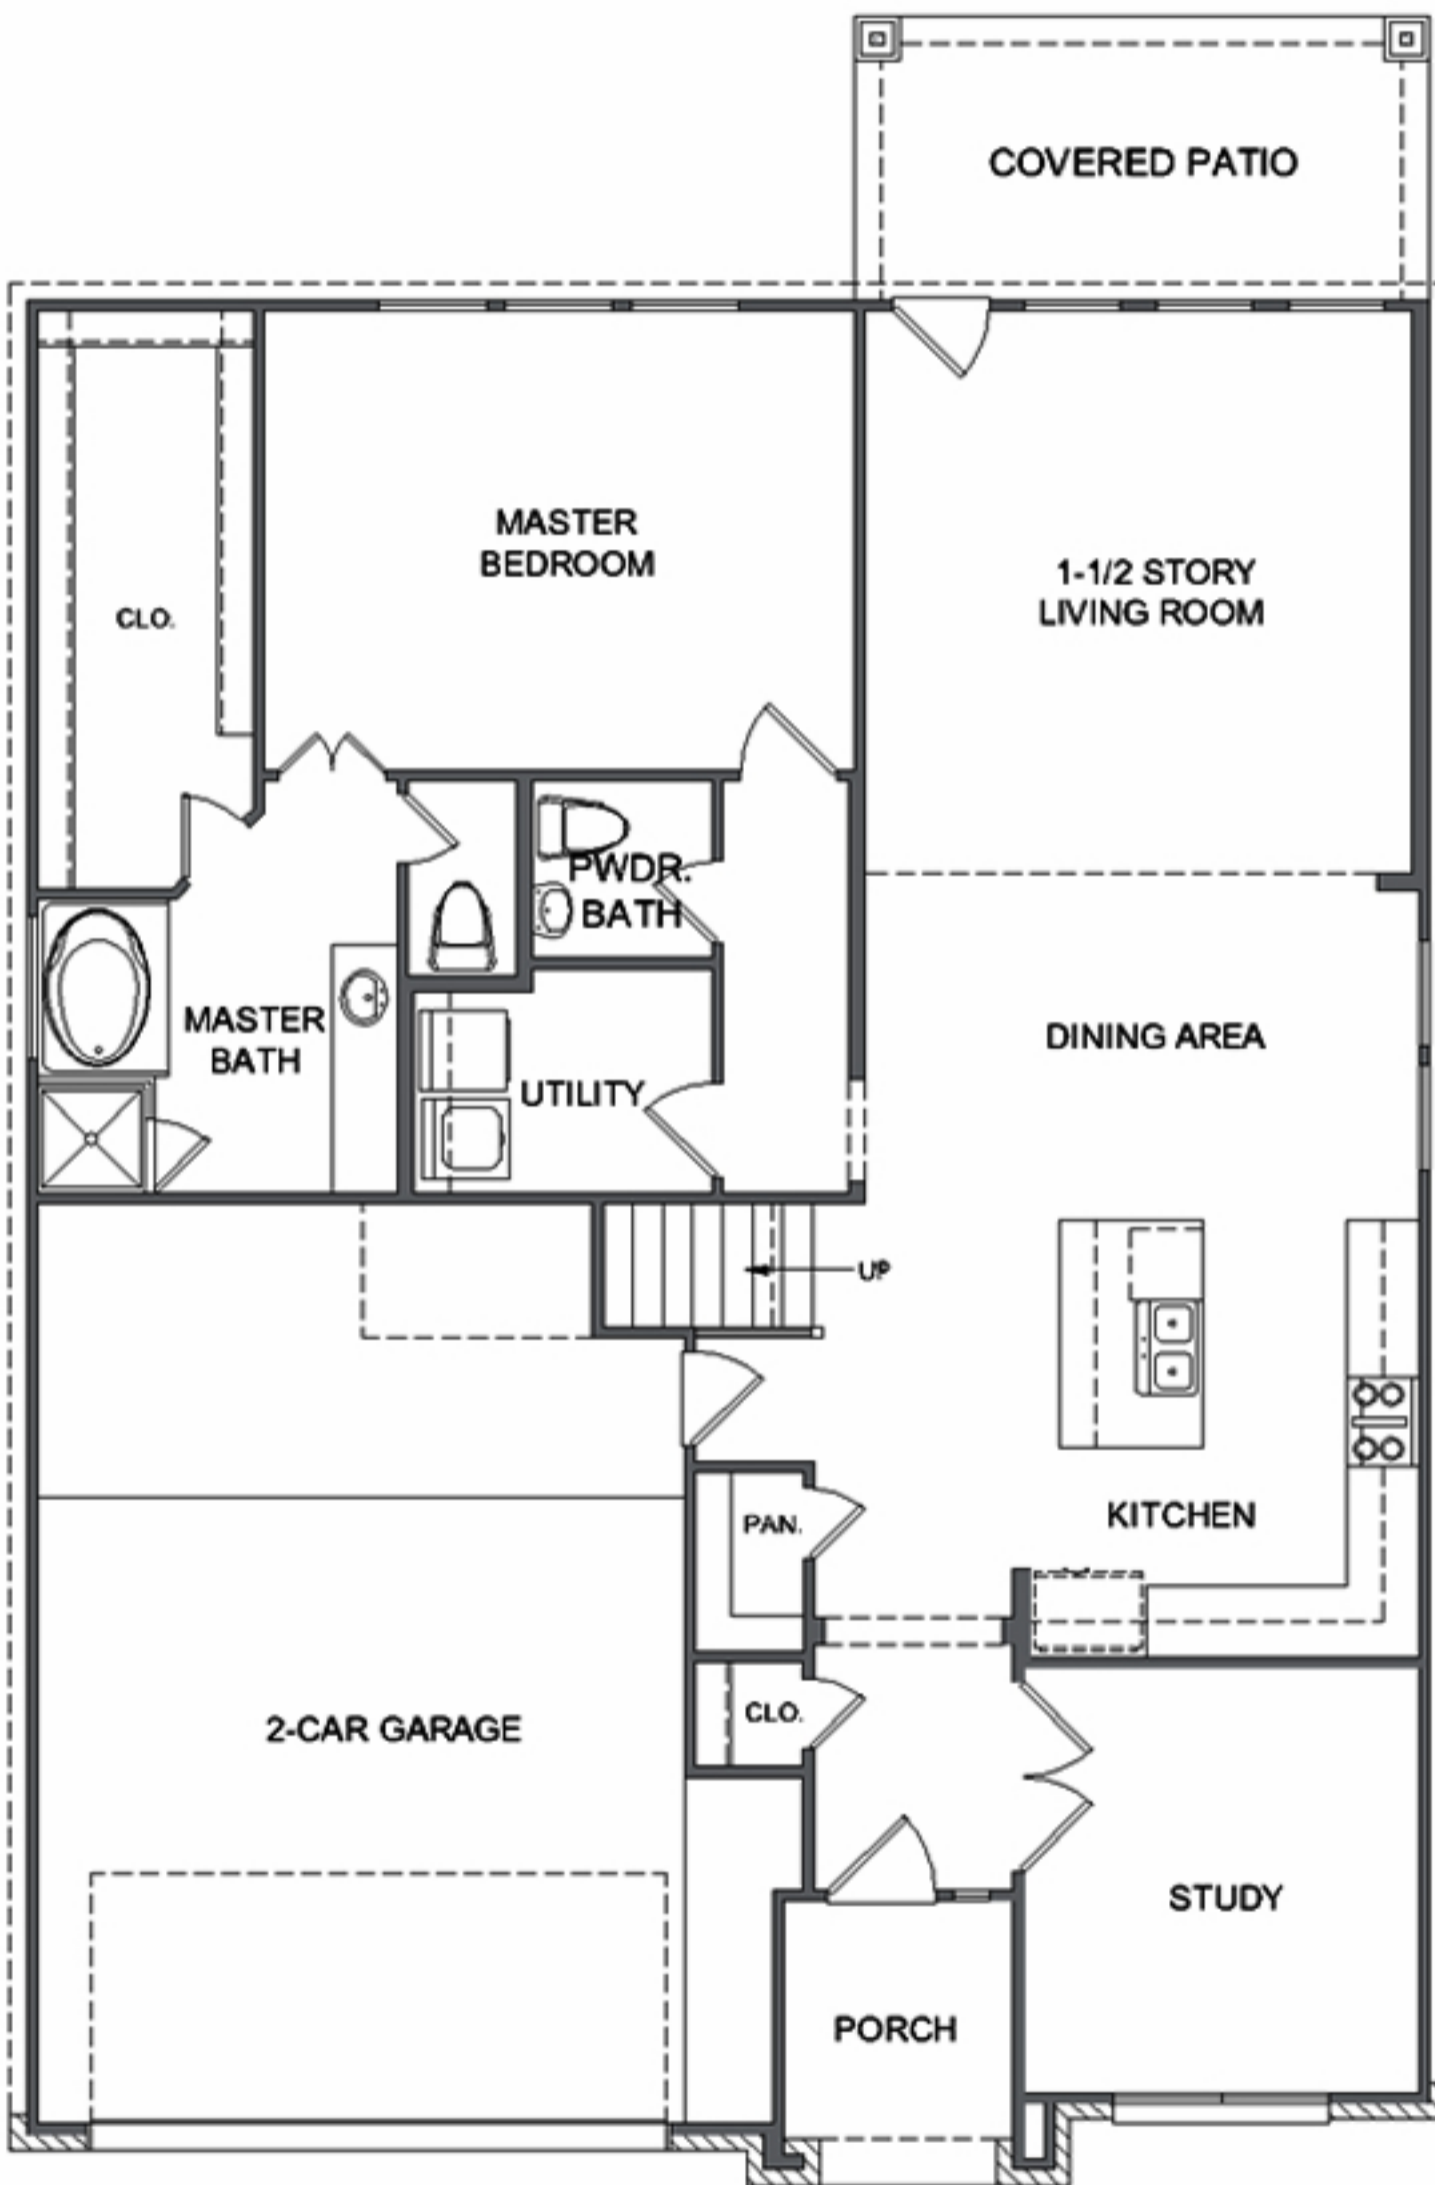 COVERED PATIO
MASTER
BEDROOM
1-1/2 STORY
LIVING ROOM
CLO.
PWDR.
BATH
MASTER
BATH
DINING AREA
UTILITY
UP
PAN.
KITCHEN
CLO.
2-CAR GARAGE
STUDY
PORCH